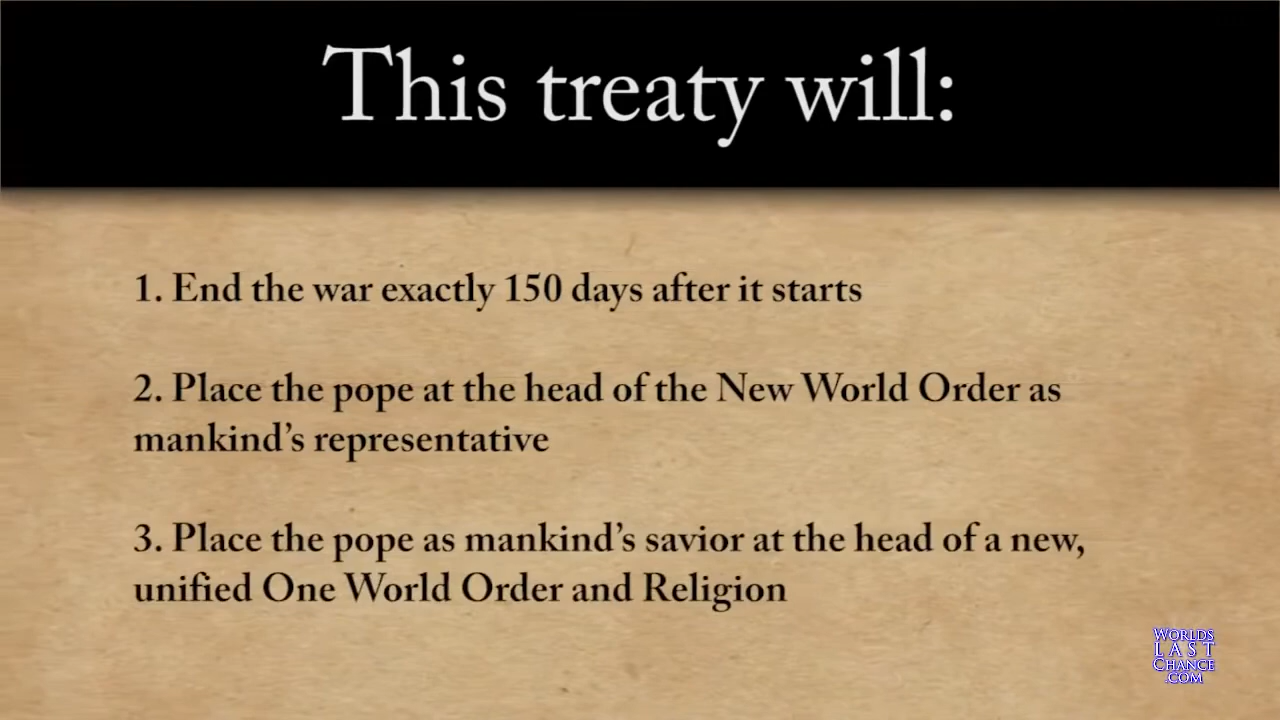 This treaty will:
1. End the war exactly 150 days after it starts
2. Place the pope at the head of the New World Order as
mankind’s representative
3. Place the pope as mankind’s savior at the head of a new,
unified One World Order and Religion
WORLDS
LAST
CHANCE
.COM